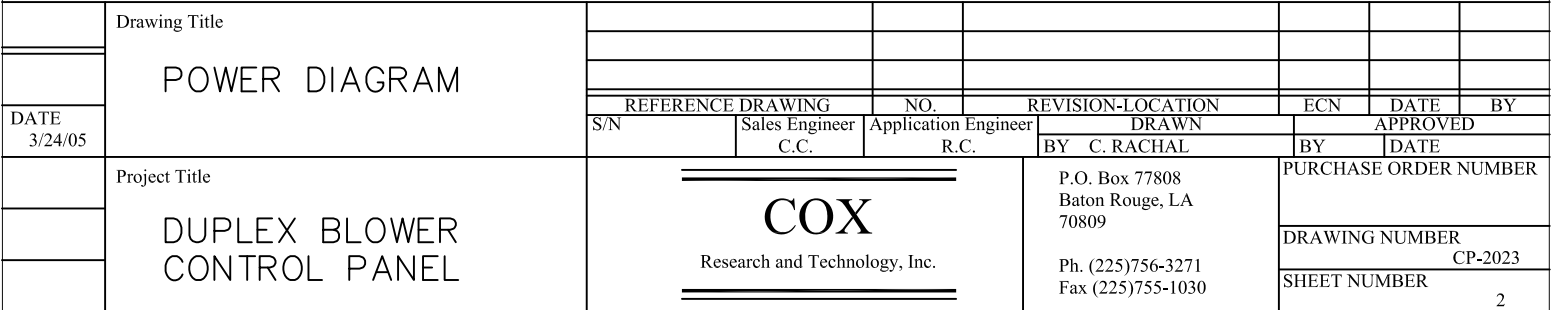 Drawing Title
POWER DIAGRAM
DATE
3/24/05
REFERENCE DRAWING NO. REVISION-LOCATION ECN DATE BY
S/N Sales Engineer Application Engineer DRAWN APPROVED
C.C. R.C. BY C. RACHAL BY DATE
Project Title
DUPLEX BLOWER
CONTROL PANEL
COX
Research and Technology, Inc.
P.O. Box 77808
Baton Rouge, LA
70809
Ph. (225)756-3271
Fax (225)755-1030
PURCHASE ORDER NUMBER
DRAWING NUMBER
CP-2023
SHEET NUMBER
2